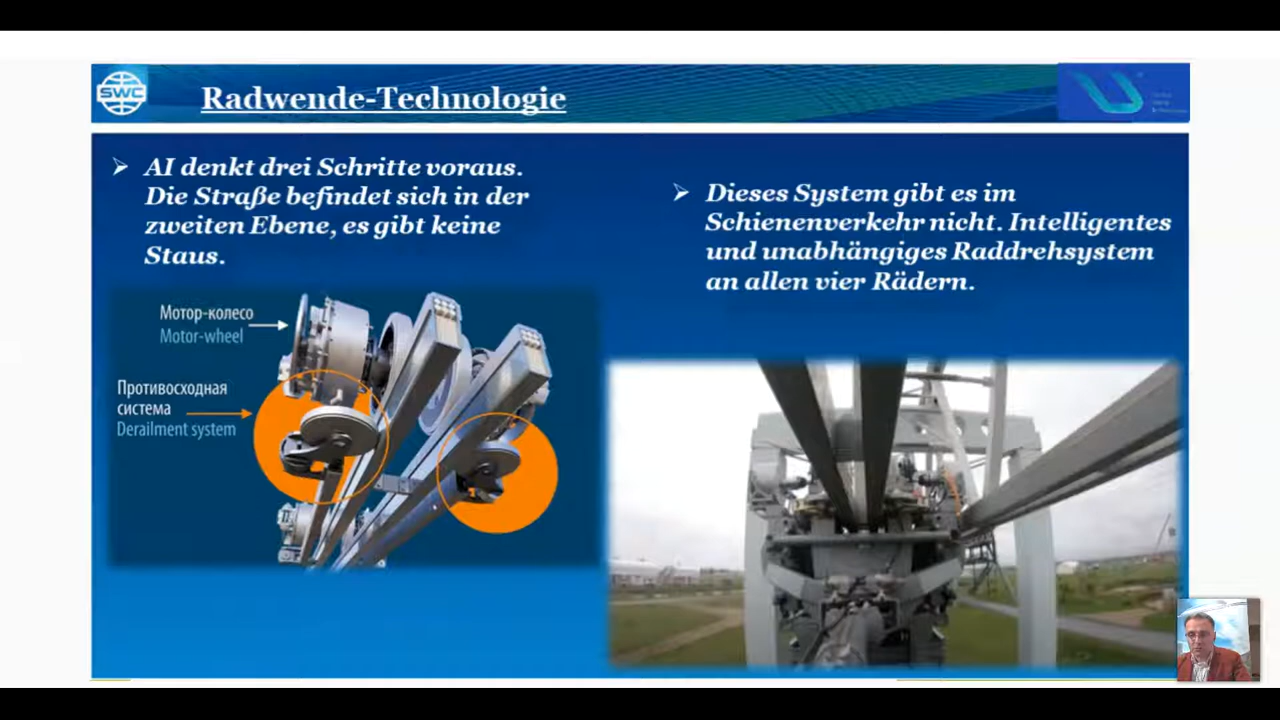 SWC
Radwende-Technologie
AI denkt drei Schritte voraus.
Die Straße befindet sich in der
zweiten Ebene, es gibt keine
Staus.
Dieses System gibt es im
Schienenverkehr nicht. Intelligentes
und unabhängiges Raddrehsystem
an allen vier Rädern.
Мотор-колесо
Motor-wheel
Противосходная
система
Derailment system